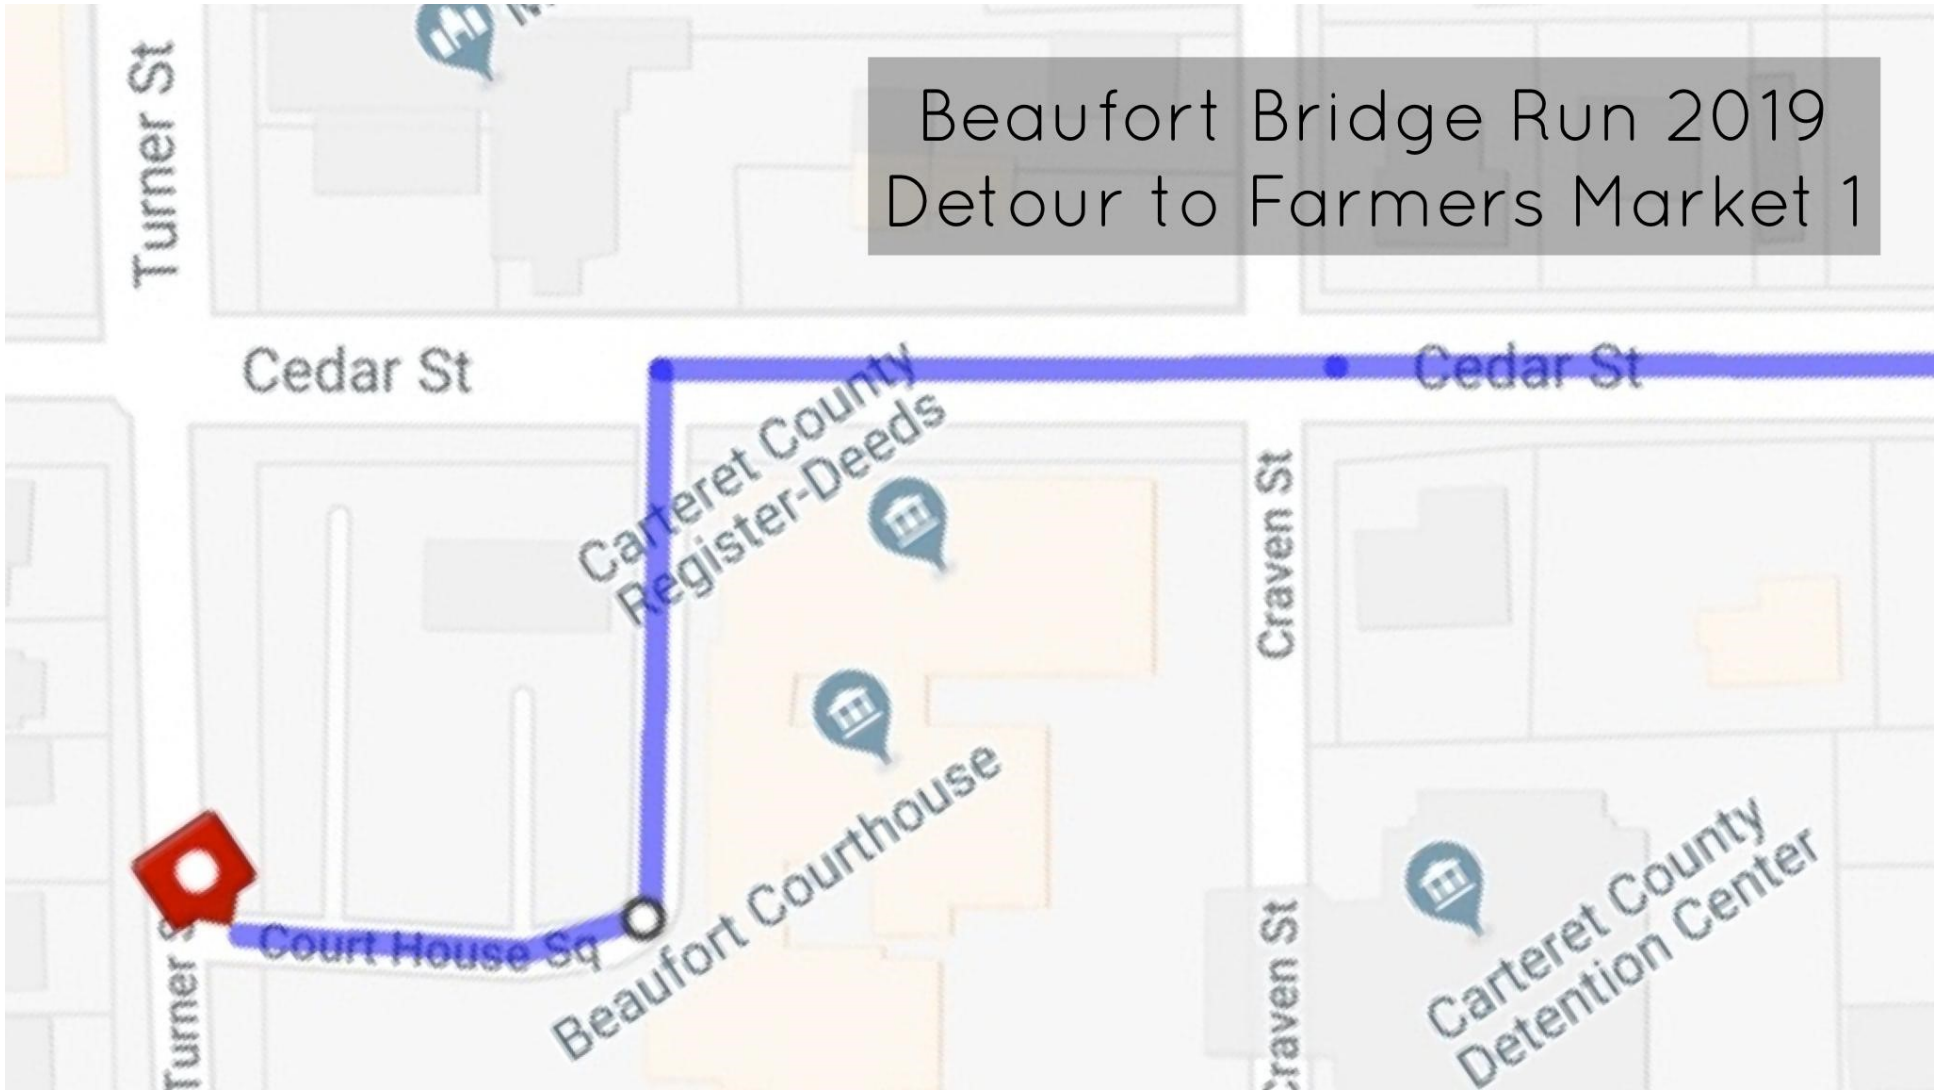 Beaufort Bridge Run 2019
Detour to Farmers Market 1
Turner St
Cedar St
Cedar St
Carteret County
Register-Deeds
Craven St
Beaufort Courthouse
Court House Sq
Turner S
Craven St
Carteret County
Detention Center